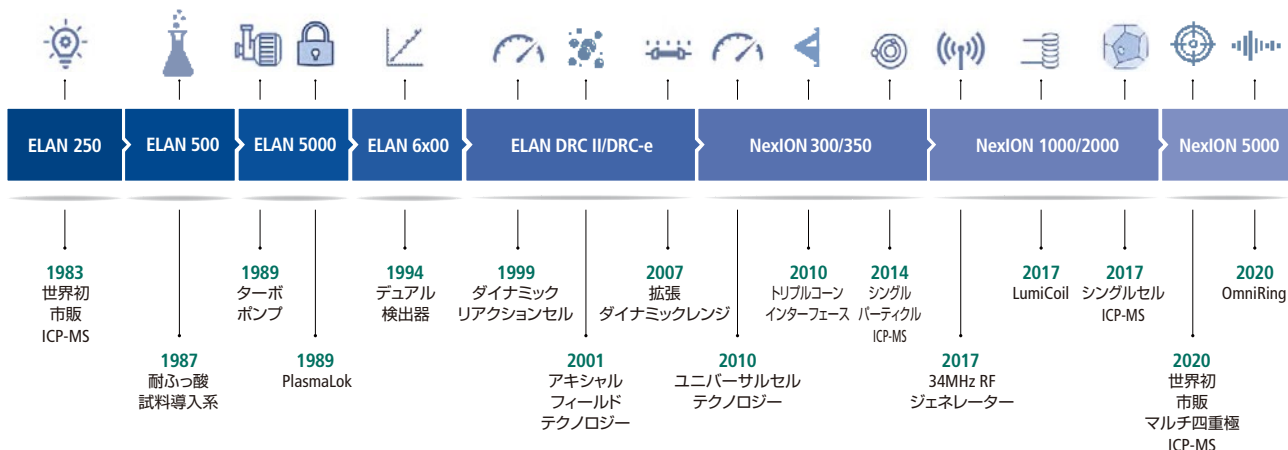 ELAN 250
ELAN 500
ELAN 5000
ELAN 6x00
ELAN DRC II/DRC-e
NexION 300/350
NexION 1000/2000
NexION 5000
1983
世界初
市販
ICP-MS
1987
耐ふっ酸
試料導入系
1989
ターボ
ポンプ
1989
PlasmaLok
1994
デュアル
検出器
1999
ダイナミック
リアクションセル
2001
アキシャル
フィールド
テクノロジー
2007
拡張
ダイナミックレンジ
2010
ユニバーサルセル
テクノロジー
2010
トリプルコーン
インターフェース
2014
シングル
パーティクル
ICP-MS
2017
34MHz RF
ジェネレーター
2017
LumiCoil
2017
シングルセル
ICP-MS
2020
世界初
市販
マルチ四重極
ICP-MS
2020
OmniRing